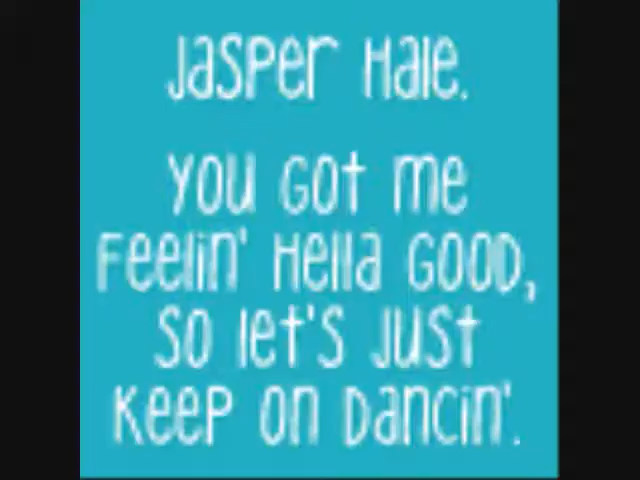 Jasper Hale.
You Got me
Feelin' Hella GOOD,
SO Let's Just
Keep on Dancin'.